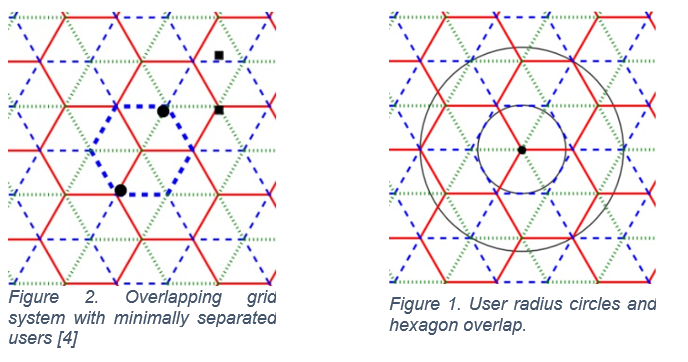 Figure 2. Overlapping grid
system with minimally separated
users [4]
Figure 1. User radius circles and
hexagon overlap.